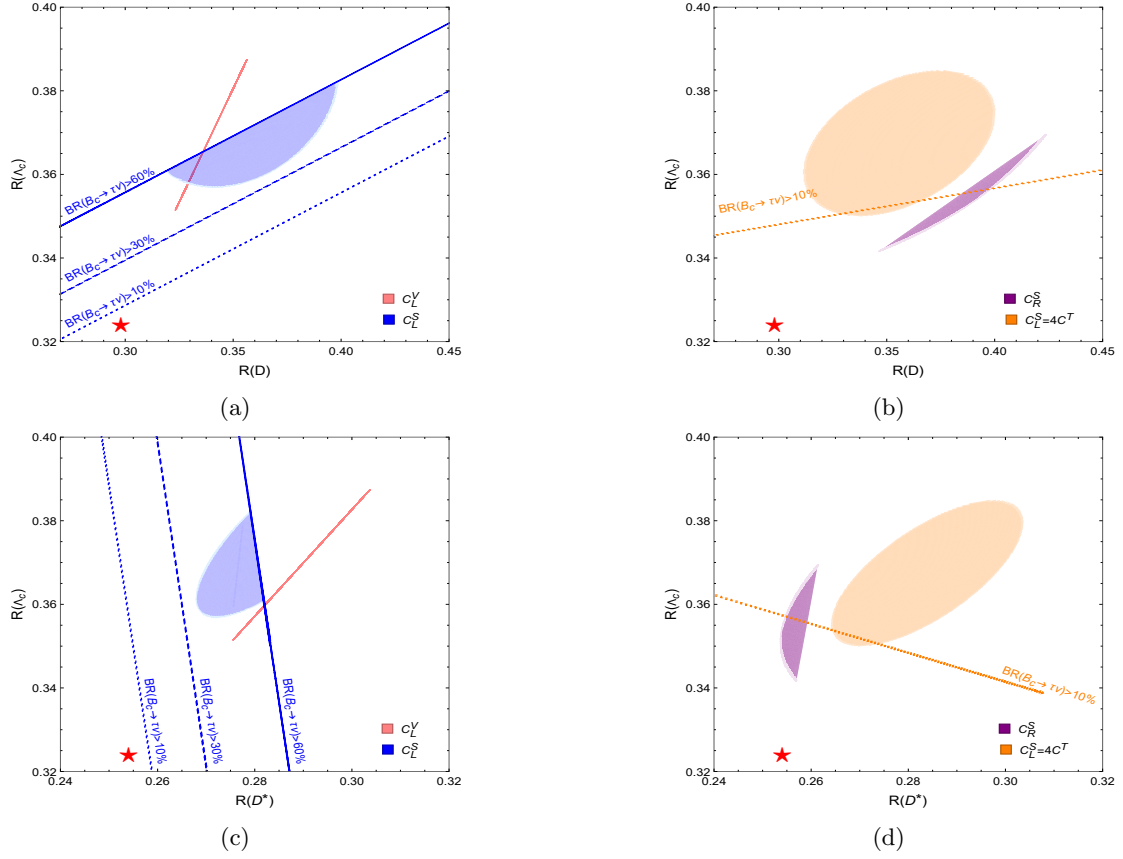 0.40
0.38
0.36
0.34
0.32
R(Λc)
BR(Bc→ τν)>60%
BR(Bc→ τν)>30%
BR(Bc→ τν)>10%
C_L^V
C_L^S
0.30 0.35 0.40 0.45
R(D)
(a)
0.40
0.38
0.36
0.34
0.32
R(Λc)
BR(Bc→ τν)>10%
C_R^S
C_L^S=4C^T
0.30 0.35 0.40 0.45
R(D)
(b)
0.40
0.38
0.36
0.34
0.32
R(Λc)
BR(Bc→ τν)>10%
BR(Bc→ τν)>30%
BR(Bc→ τν)>60%
C_L^V
C_L^S
0.24 0.26 0.28 0.30 0.32
R(D*)
(c)
0.40
0.38
0.36
0.34
0.32
R(Λc)
BR(Bc→ τν)>10%
C_R^S
C_L^S=4C^T
0.24 0.26 0.28 0.30 0.32
R(D*)
(d)